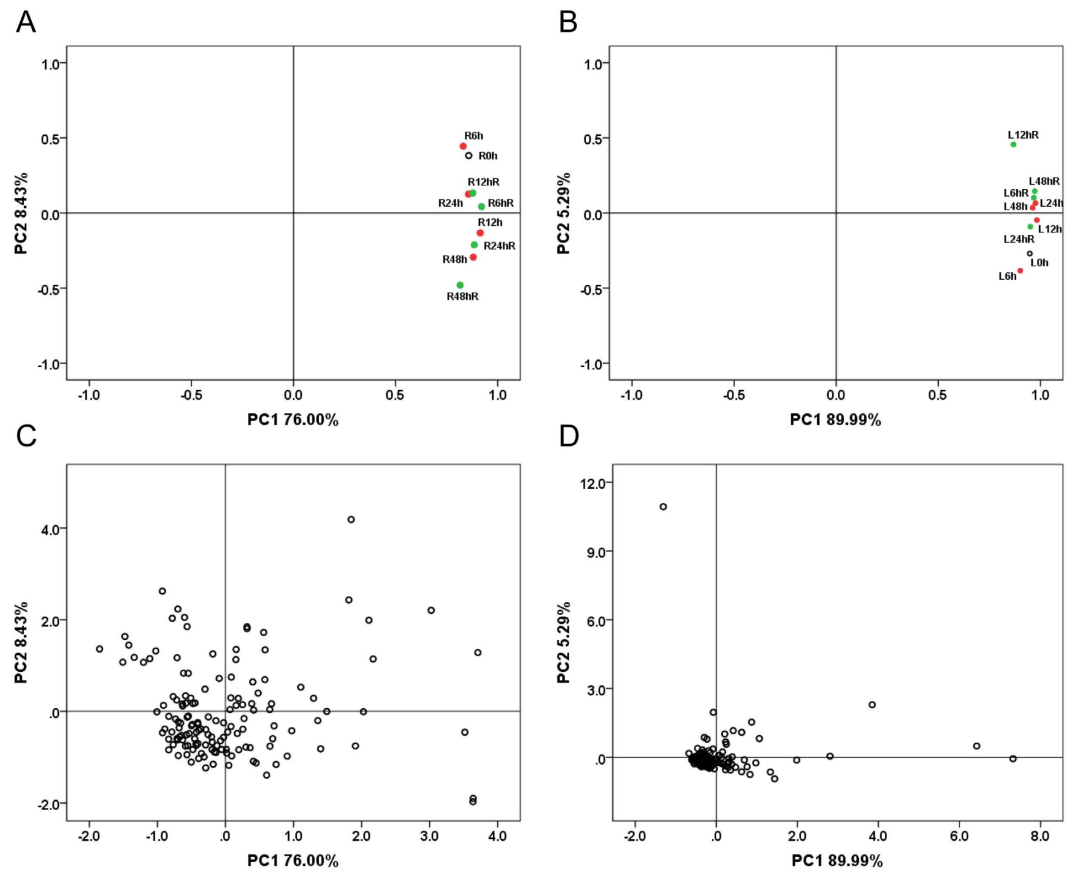 A
1.0
0.5
0.0
-0.5
-1.0
PC2 8.43%
R6h
R0h
R12hR
R24h
R6hR
R12h
R24hR
R48h
R48hR
-1.0 -0.5 0.0 0.5 1.0
PC1 76.00%
B
1.0
0.5
0.0
-0.5
-1.0
PC2 5.29%
L12hR
L48hR
L6hR
L48h
L24h
L12h
L24hR
L0h
L6h
-1.0 -0.5 0.0 0.5 1.0
PC1 89.99%
C
4.0
2.0
.0
-2.0
PC2 8.43%
-2.0 -1.0 .0 1.0 2.0 3.0 4.0
PC1 76.00%
D
12.0
9.0
6.0
3.0
.0
PC2 5.29%
-2.0 .0 2.0 4.0 6.0 8.0
PC1 89.99%